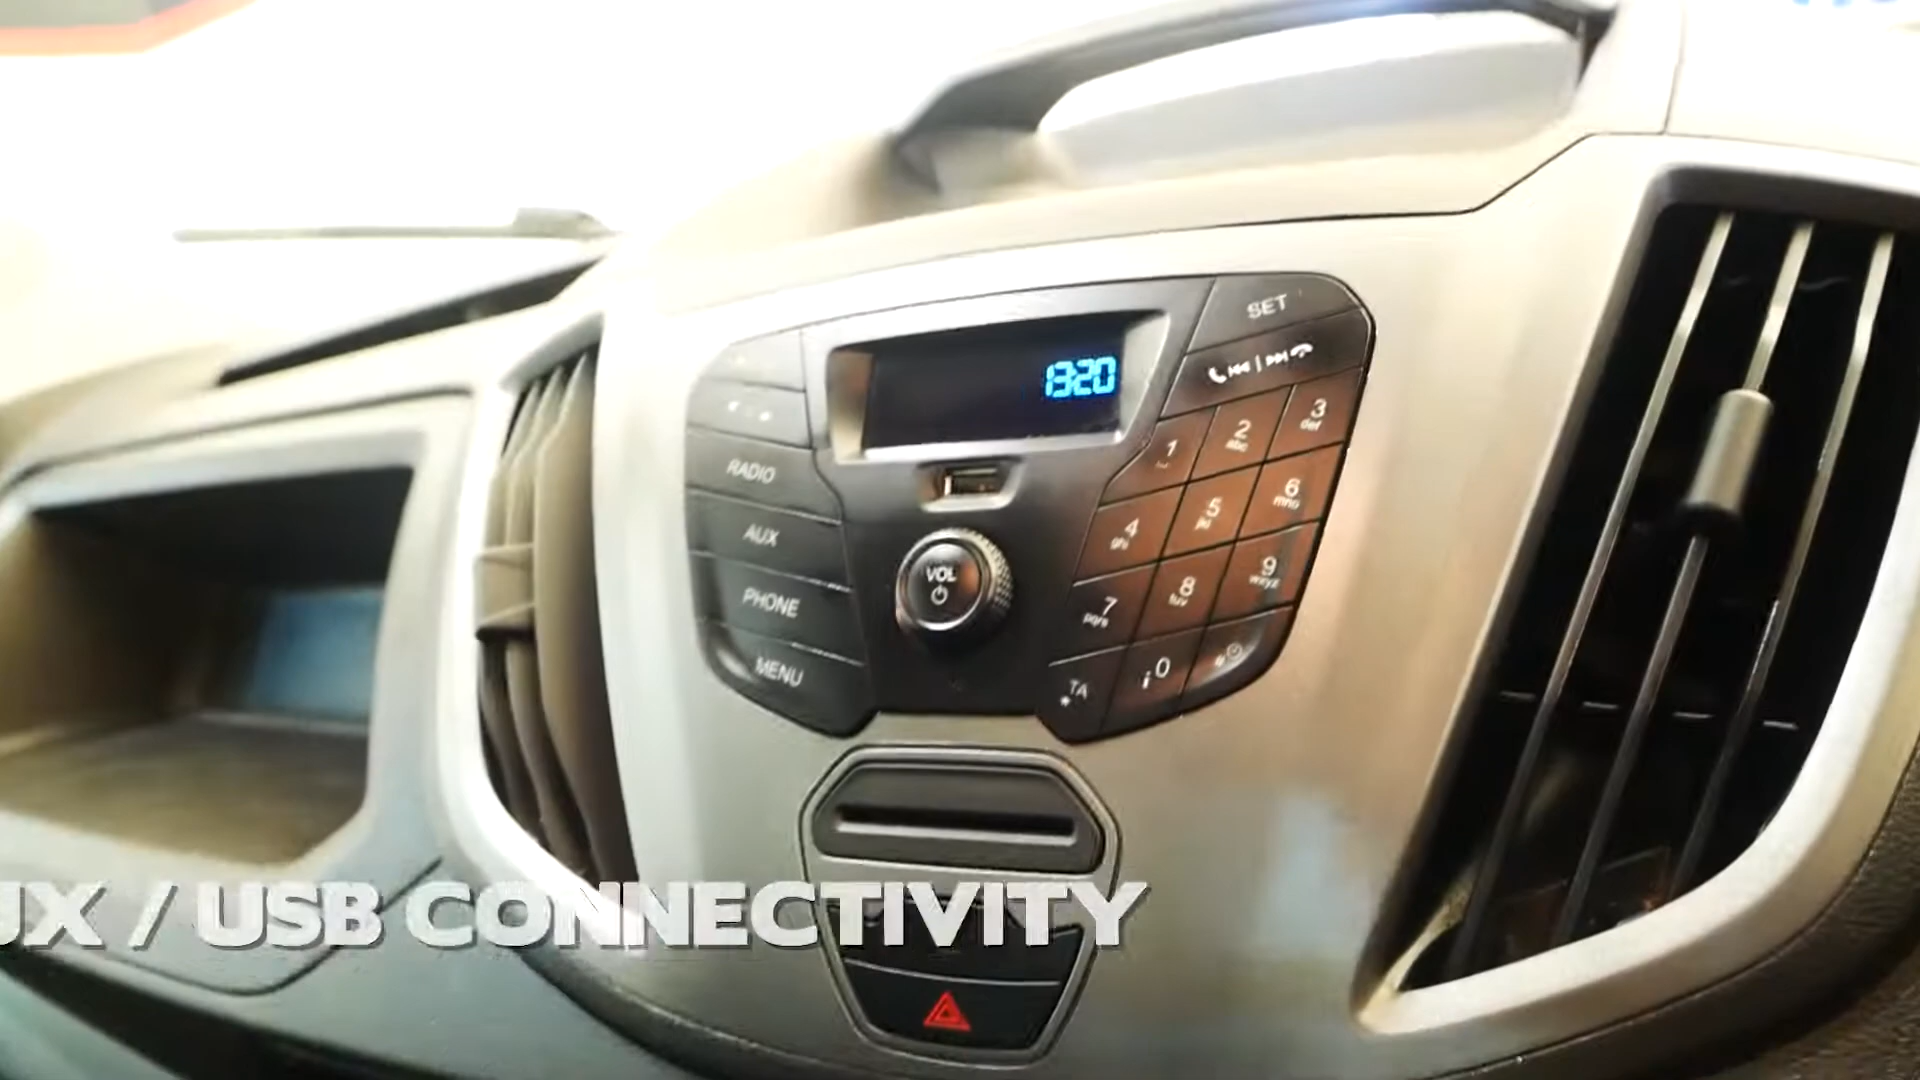 13:20
SET
RADIO
AUX
PHONE
MENU
VOL
1
2 abc
3 def
4 ghi
5 jkl
6 mno
7 pqrs
8 tuv
9 wxyz
* TA
i 0
#
UX / USB CONNECTIVITY